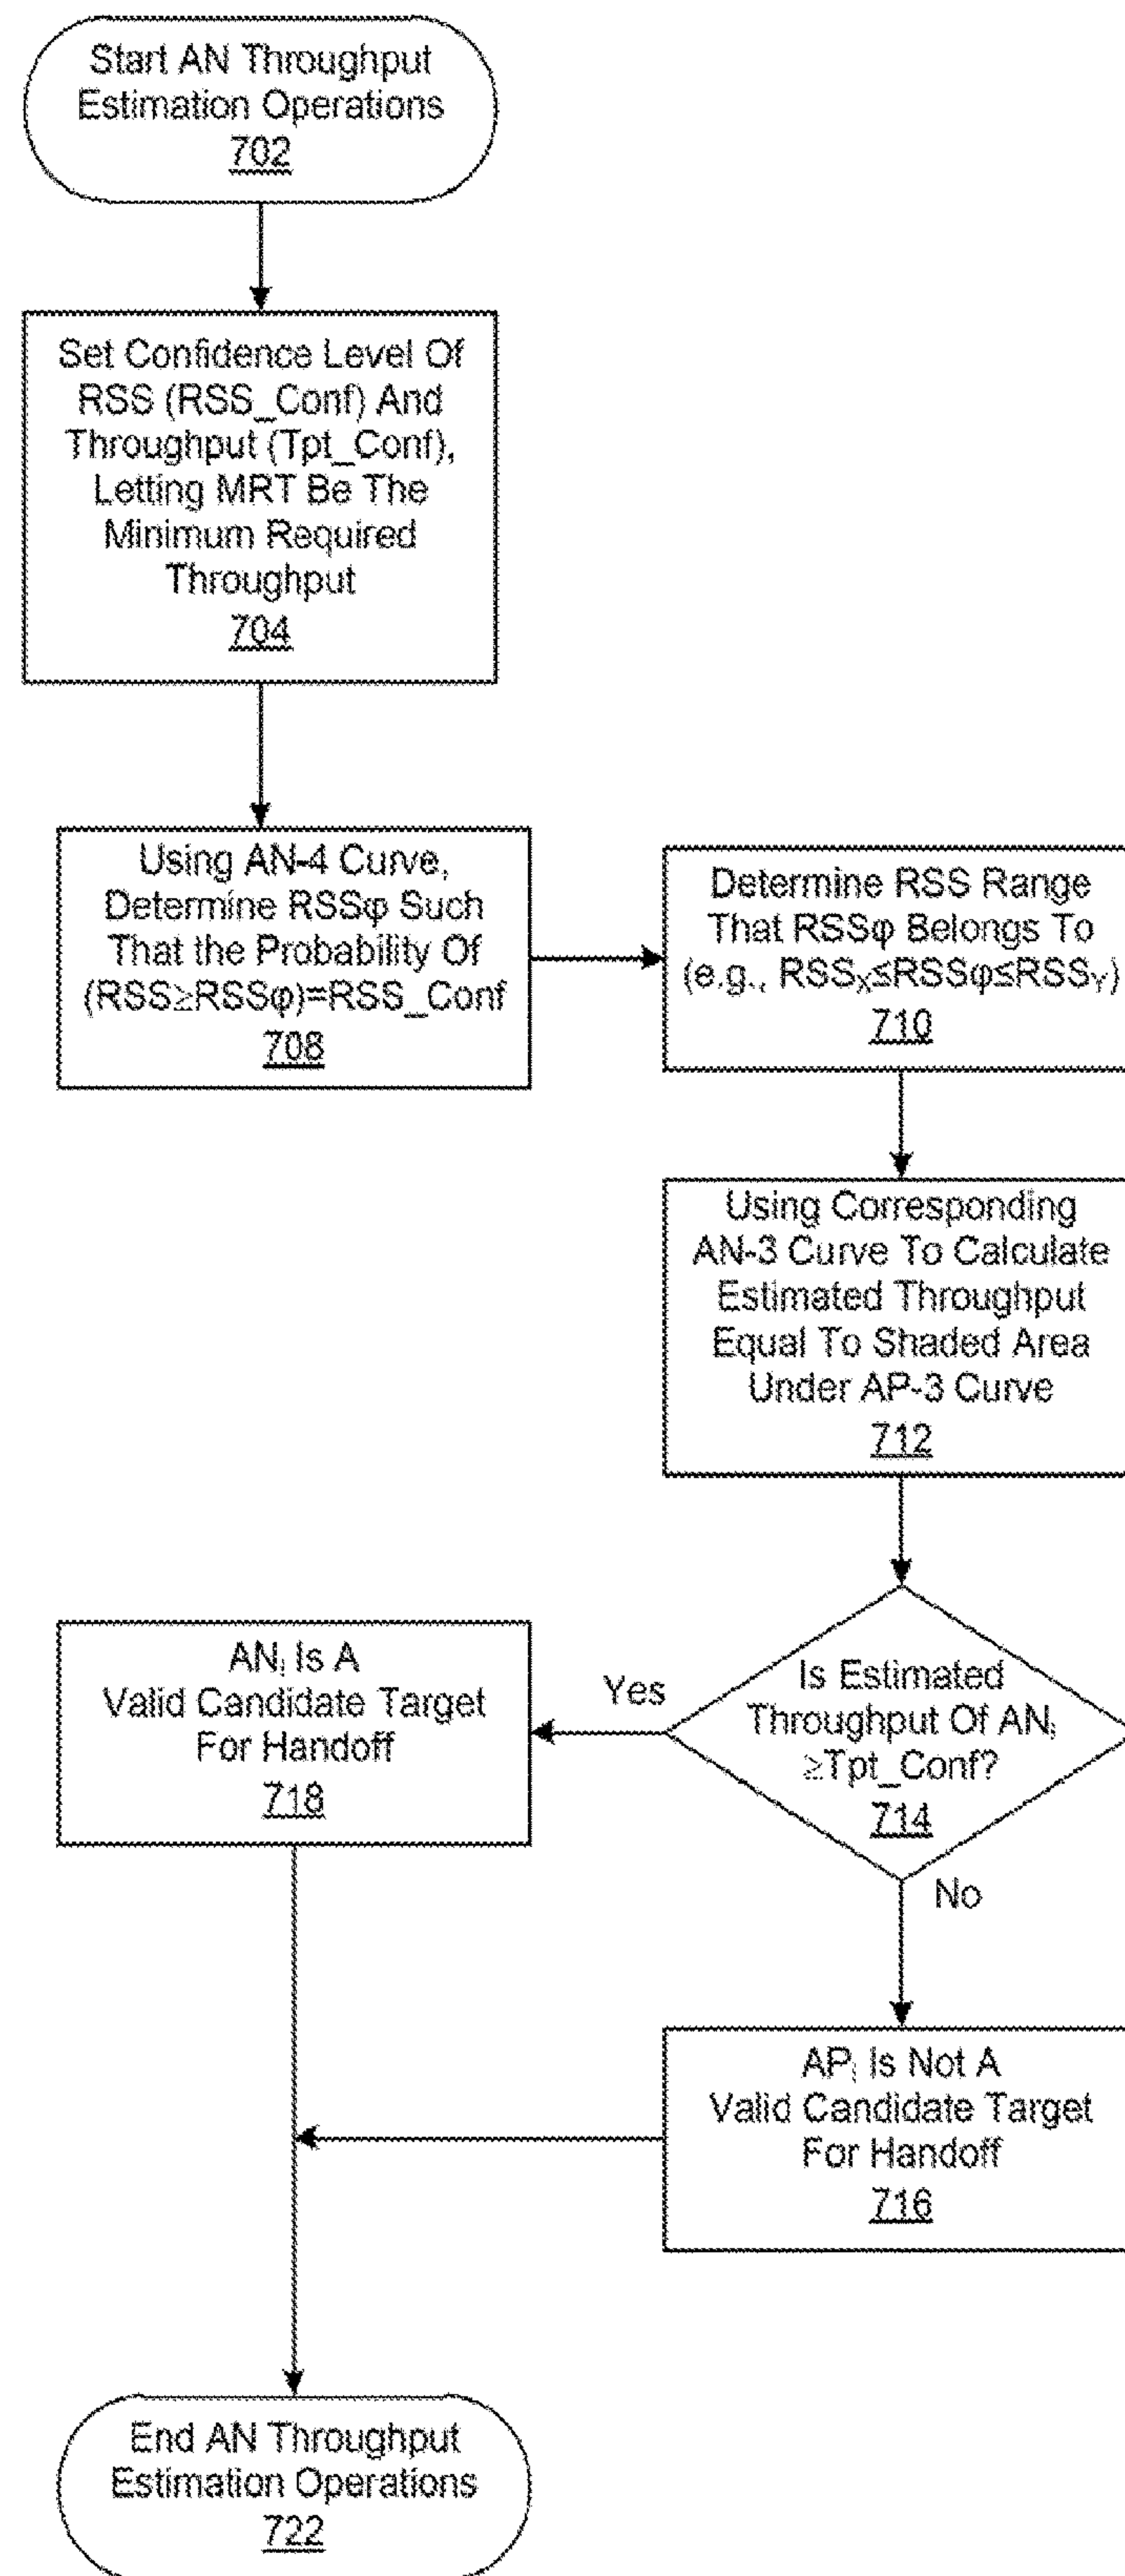 Start AN Throughput
Estimation Operations
702
Set Confidence Level Of
RSS (RSS_Conf) And
Throughput (Tpt_Conf),
Letting MRT Be The
Minimum Required
Throughput
704
Using AN-4 Curve,
Determine RSSφ Such
That the Probability Of
(RSS≥RSSφ)=RSS_Conf
708
Determine RSS Range
That RSSφ Belongs To
(e.g., RSSX≤RSSφ≤RSSY)
710
Using Corresponding
AN-3 Curve To Calculate
Estimated Throughput
Equal To Shaded Area
Under AP-3 Curve
712
Is Estimated
Throughput Of ANi
≥Tpt_Conf?
714
Yes
No
ANi Is A
Valid Candidate Target
For Handoff
718
APi Is Not A
Valid Candidate Target
For Handoff
716
End AN Throughput
Estimation Operations
722